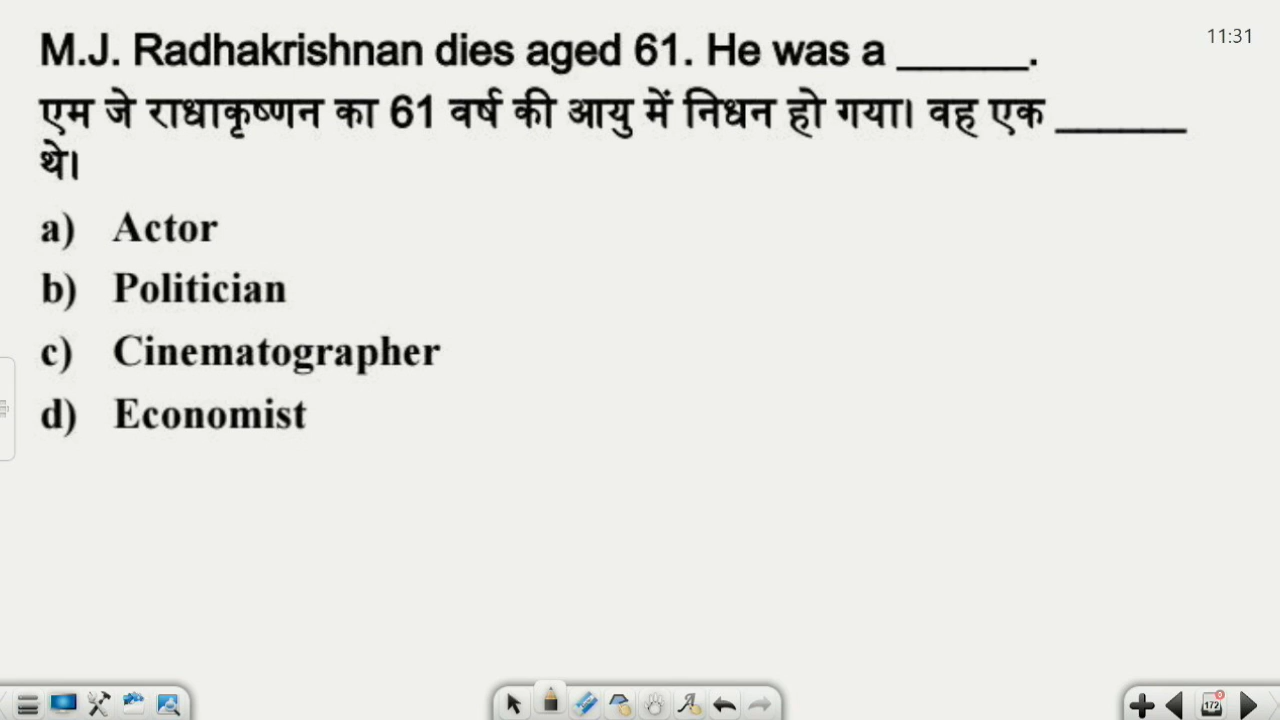 11:31
M.J. Radhakrishnan dies aged 61. He was a ______.
एम जे राधाकृष्णन का 61 वर्ष की आयु में निधन हो गया। वह एक ______
थे।
a) Actor
b) Politician
c) Cinematographer
d) Economist
172